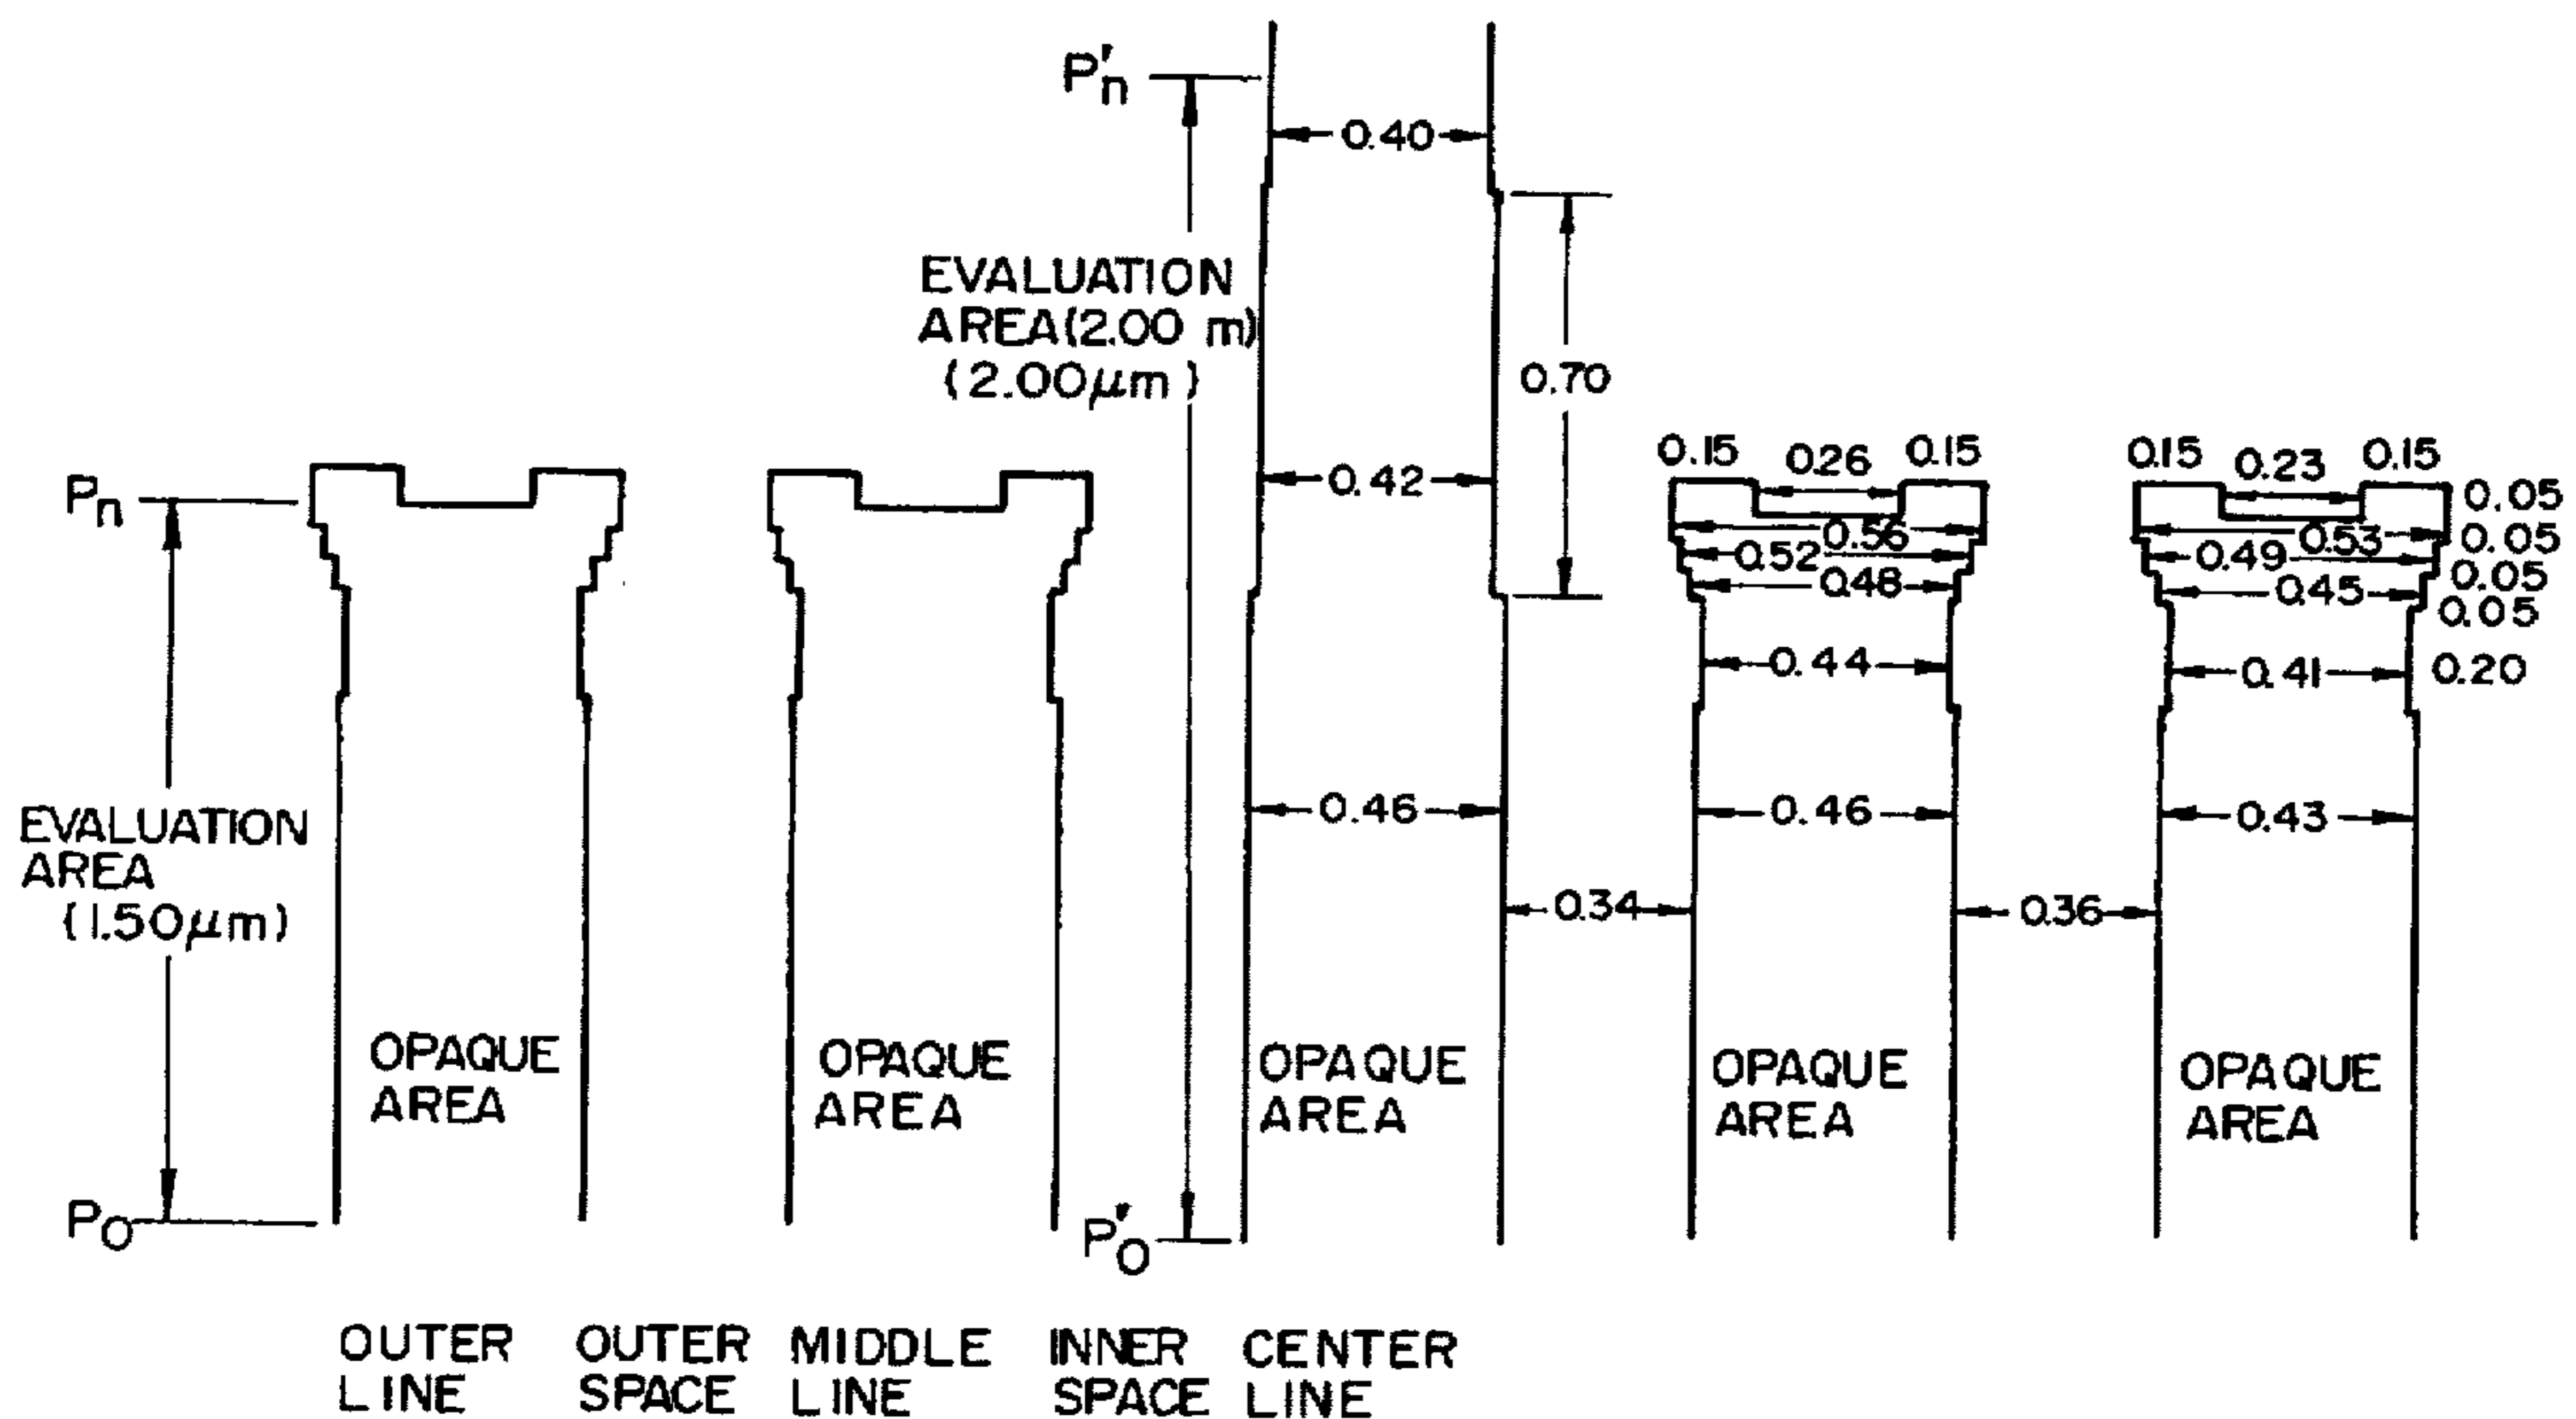 P'n
0.40
EVALUATION
AREA(2.00 m)
(2.00μm)
0.70
0.42
0.15 0.26 0.15
0.15 0.23 0.15
Pn
0.05
0.56
0.53
0.05
0.52
0.49
0.05
0.48
0.45
0.05
0.44
0.41
0.20
EVALUATION
AREA
(1.50μm)
0.46
0.46
0.43
0.34
0.36
OPAQUE
AREA
OPAQUE
AREA
OPAQUE
AREA
OPAQUE
AREA
OPAQUE
AREA
PO
P'O
OUTER
LINE
OUTER
SPACE
MIDDLE
LINE
INNER
SPACE
CENTER
LINE